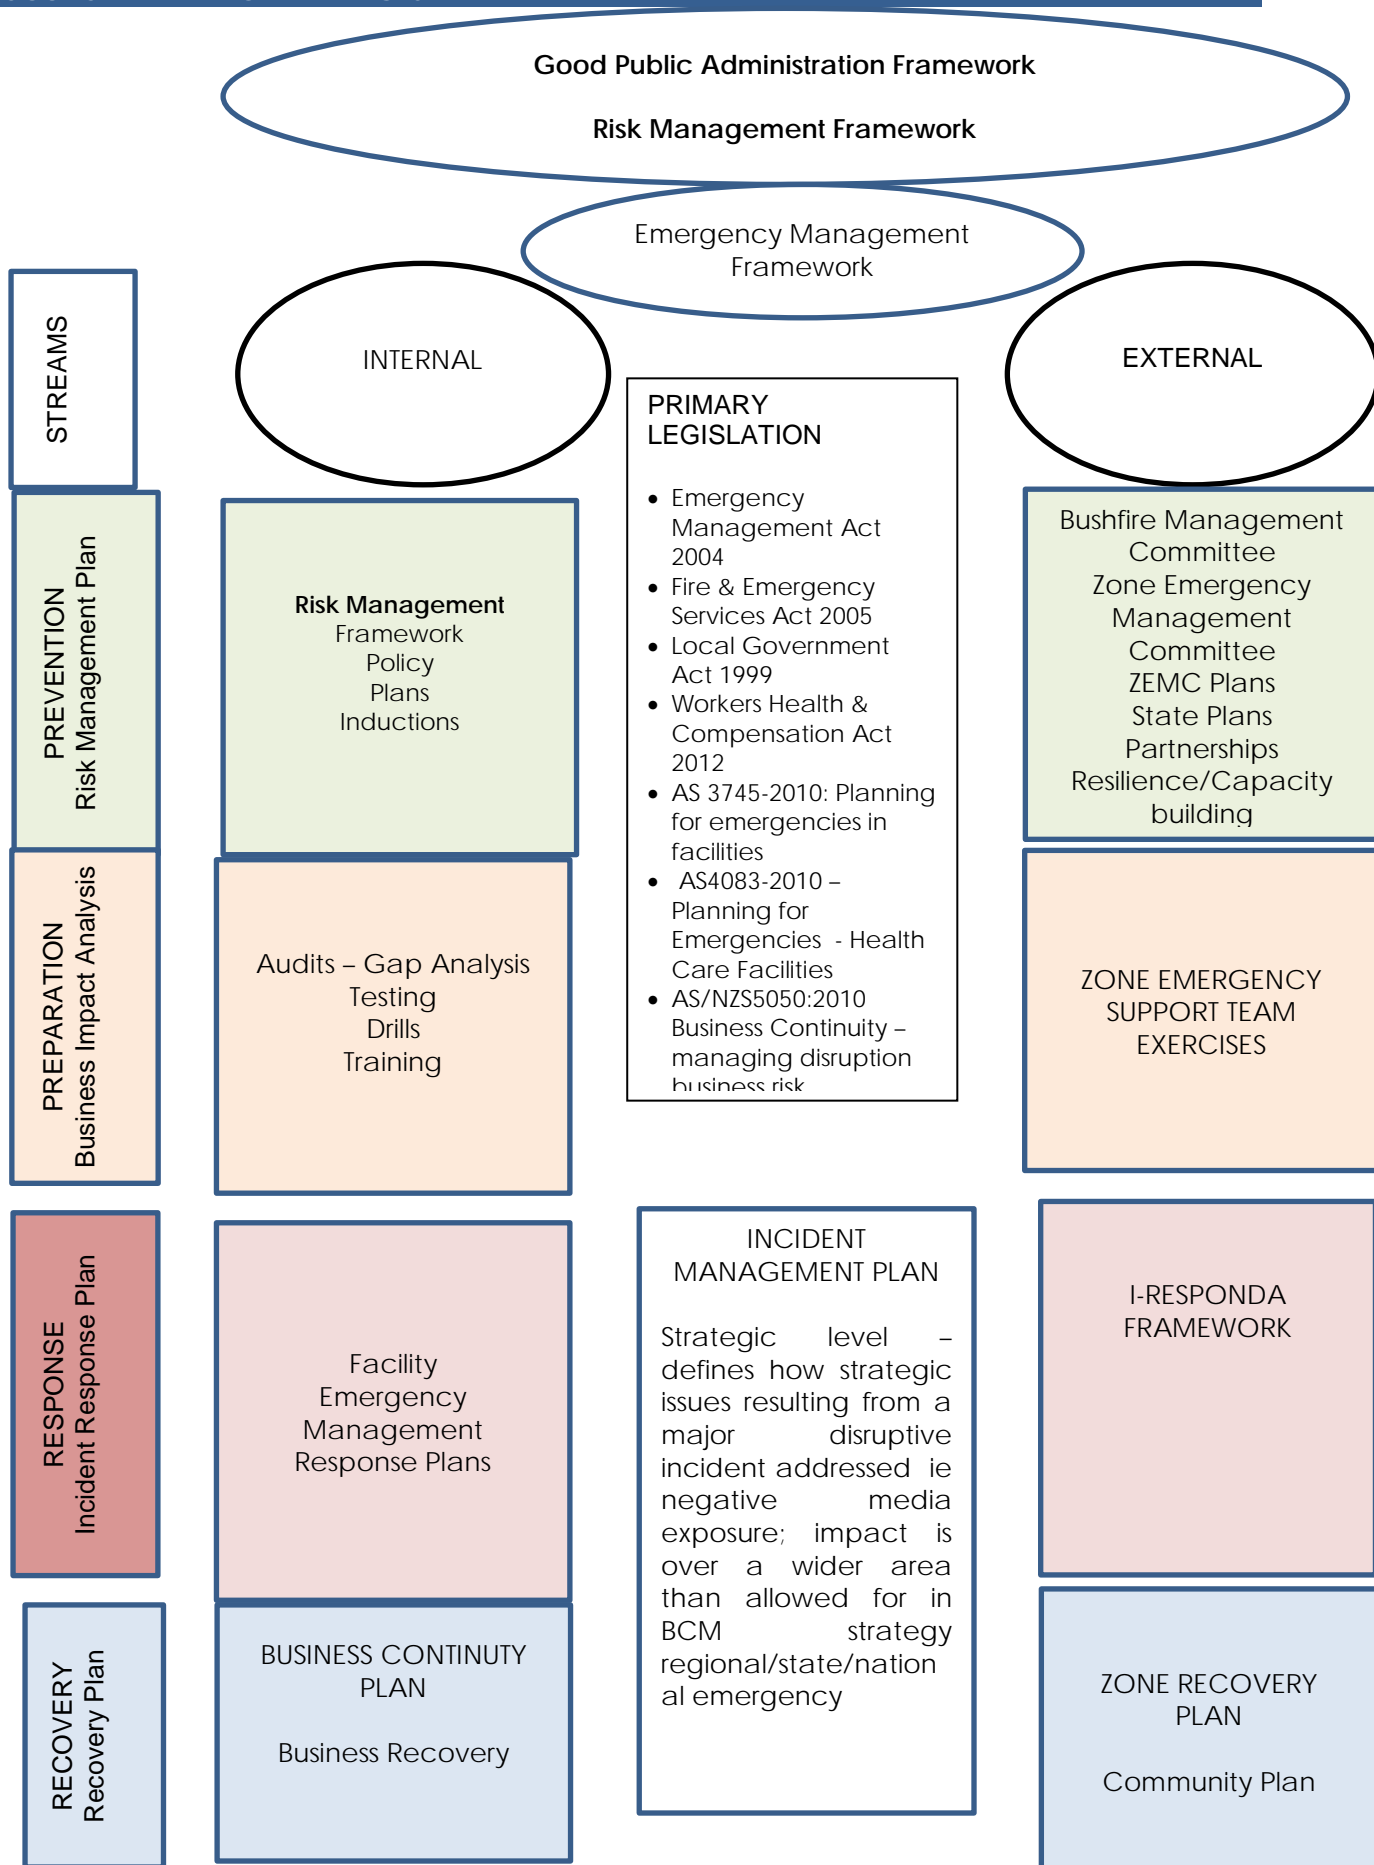 Good Public Administration Framework
Risk Management Framework
Emergency Management
Framework
STREAMS
INTERNAL
EXTERNAL
PRIMARY
LEGISLATION
• Emergency
Management Act
2004
• Fire & Emergency
Services Act 2005
• Local Government
Act 1999
• Workers Health &
Compensation Act
2012
• AS 3745-2010: Planning
for emergencies in
facilities
• AS4083-2010 –
Planning for
Emergencies - Health
Care Facilities
• AS/NZS5050:2010
Business Continuity –
managing disruption
business risk
PREVENTION
Risk Management Plan
Risk Management
Framework
Policy
Plans
Inductions
Bushfire Management
Committee
Zone Emergency
Management
Committee
ZEMC Plans
State Plans
Partnerships
Resilience/Capacity
building
PREPARATION
Business Impact Analysis
Audits – Gap Analysis
Testing
Drills
Training
ZONE EMERGENCY
SUPPORT TEAM
EXERCISES
RESPONSE
Incident Response Plan
Facility
Emergency
Management
Response Plans
INCIDENT
MANAGEMENT PLAN
Strategic level –
defines how strategic
issues resulting from a
major disruptive
incident addressed ie
negative media
exposure; impact is
over a wider area
than allowed for in
BCM strategy
regional/state/nation
al emergency
I-RESPONDA
FRAMEWORK
RECOVERY
Recovery Plan
BUSINESS CONTINUTY
PLAN
Business Recovery
ZONE RECOVERY
PLAN
Community Plan